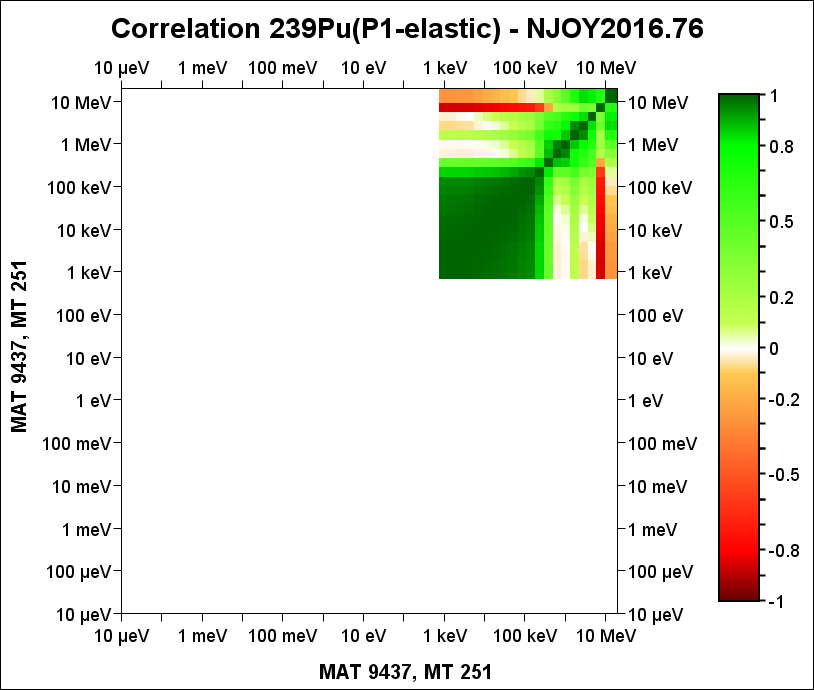 Correlation 239Pu(P1-elastic) - NJOY2016.76
10 µeV 1 meV 100 meV 10 eV 1 keV 100 keV 10 MeV
10 MeV 10 MeV 1
1 MeV 1 MeV 0.8
100 keV 100 keV 0.5
10 keV 10 keV
1 keV 1 keV 0.2
100 eV 100 eV 0
10 eV 10 eV -0.2
1 eV 1 eV
100 meV 100 meV -0.5
10 meV 10 meV
1 meV 1 meV -0.8
100 µeV 100 µeV -1
10 µeV 10 µeV
10 µeV 1 meV 100 meV 10 eV 1 keV 100 keV 10 MeV
MAT 9437, MT 251
MAT 9437, MT 251